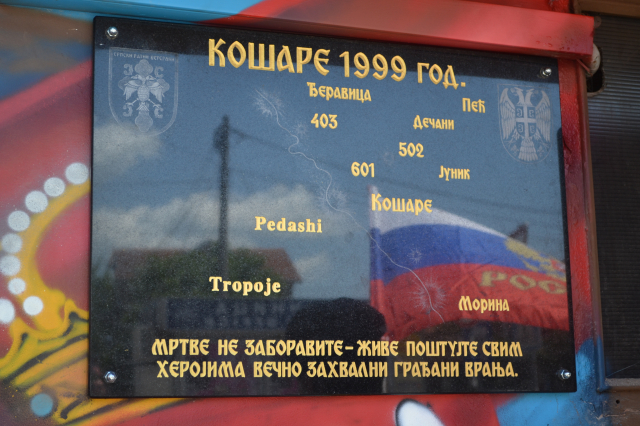 КОШАРЕ 1999 ГОД.
Ђеравица
Пећ
403
Дечани
502
601
Јуник
Кошаре
Pedashi
РОС
Tropoje
Морина
МРТВЕ НЕ ЗАБОРАВИТЕ - ЖИВЕ ПОШТУЈТЕ СВИМ
ХЕРОЈИМА ВЕЧНО ЗАХВАЛНИ ГРАЂАНИ ВРАЊА.